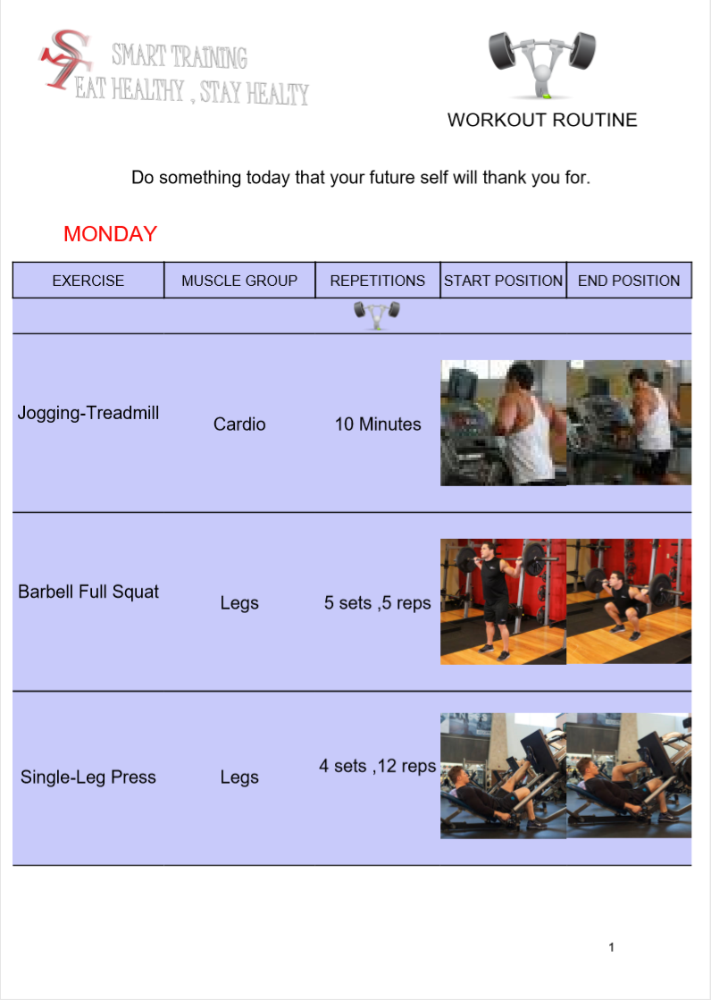 SMART TRAINING
EAT HEALTHY , STAY HEALTY
WORKOUT ROUTINE
Do something today that your future self will thank you for.
MONDAY
EXERCISE MUSCLE GROUP REPETITIONS START POSITION END POSITION
Jogging-Treadmill Cardio 10 Minutes
Barbell Full Squat Legs 5 sets ,5 reps
Single-Leg Press Legs 4 sets ,12 reps
1